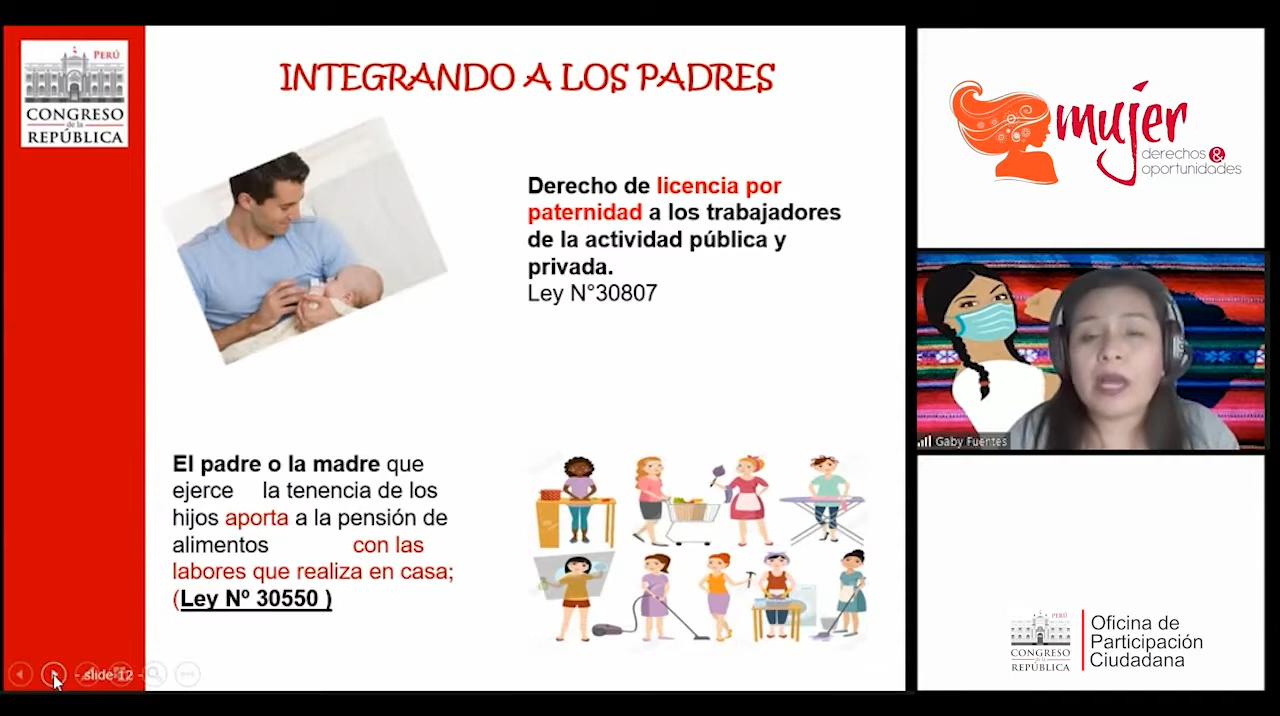 PERÚ
CONGRESO
de la
REPÚBLICA
INTEGRANDO A LOS PADRES
Derecho de licencia por
paternidad a los trabajadores
de la actividad pública y
privada.
Ley N°30807
El padre o la madre que
ejerce la tenencia de los
hijos aporta a la pensión de
alimentos con las
labores que realiza en casa;
(Ley Nº 30550 )
- slide-12 -
mujer
derechos &
oportunidades
Gaby Fuentes
PERÚ
CONGRESO
de la
REPÚBLICA
Oficina de
Participación
Ciudadana